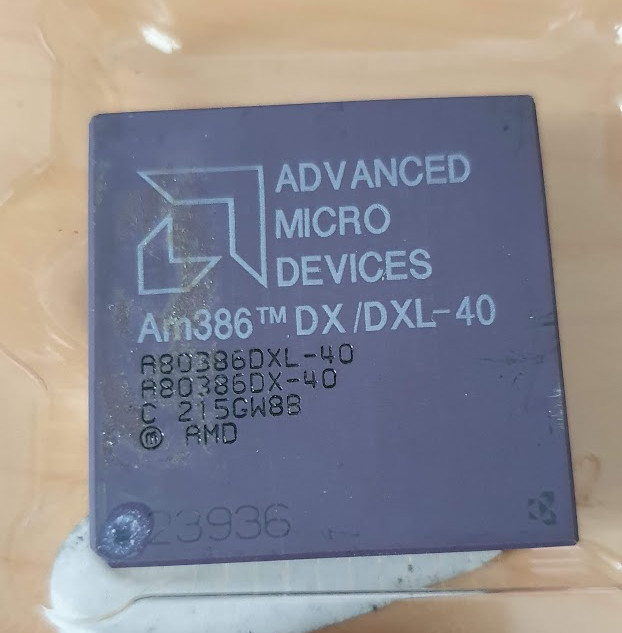 ADVANCED
MICRO
DEVICES
Am386™ DX/DXL-40
A80386DXL-40
A80386DX-40
C 215GW8B
ⓜ AMD
23936